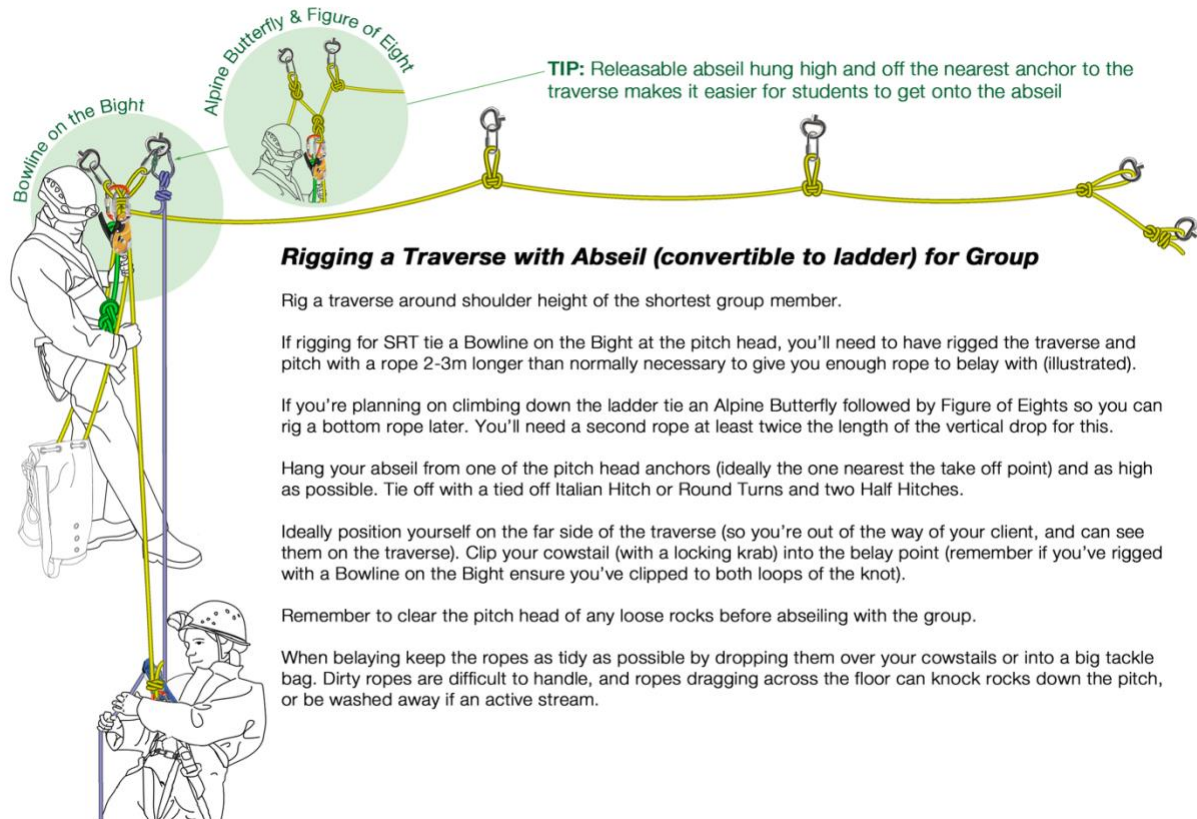 Alpine Butterfly & Figure of Eight
Bowline on the Bight
TIP: Releasable abseil hung high and off the nearest anchor to the
traverse makes it easier for students to get onto the abseil
Rigging a Traverse with Abseil (convertible to ladder) for Group
Rig a traverse around shoulder height of the shortest group member.
If rigging for SRT tie a Bowline on the Bight at the pitch head, you'll need to have rigged the traverse and
pitch with a rope 2-3m longer than normally necessary to give you enough rope to belay with (illustrated).
If you're planning on climbing down the ladder tie an Alpine Butterfly followed by Figure of Eights so you can
rig a bottom rope later. You'll need a second rope at least twice the length of the vertical drop for this.
Hang your abseil from one of the pitch head anchors (ideally the one nearest the take off point) and as high
as possible. Tie off with a tied off Italian Hitch or Round Turns and two Half Hitches.
Ideally position yourself on the far side of the traverse (so you're out of the way of your client, and can see
them on the traverse). Clip your cowstail (with a locking krab) into the belay point (remember if you've rigged
with a Bowline on the Bight ensure you've clipped to both loops of the knot).
Remember to clear the pitch head of any loose rocks before abseiling with the group.
When belaying keep the ropes as tidy as possible by dropping them over your cowstails or into a big tackle
bag. Dirty ropes are difficult to handle, and ropes dragging across the floor can knock rocks down the pitch,
or be washed away if an active stream.